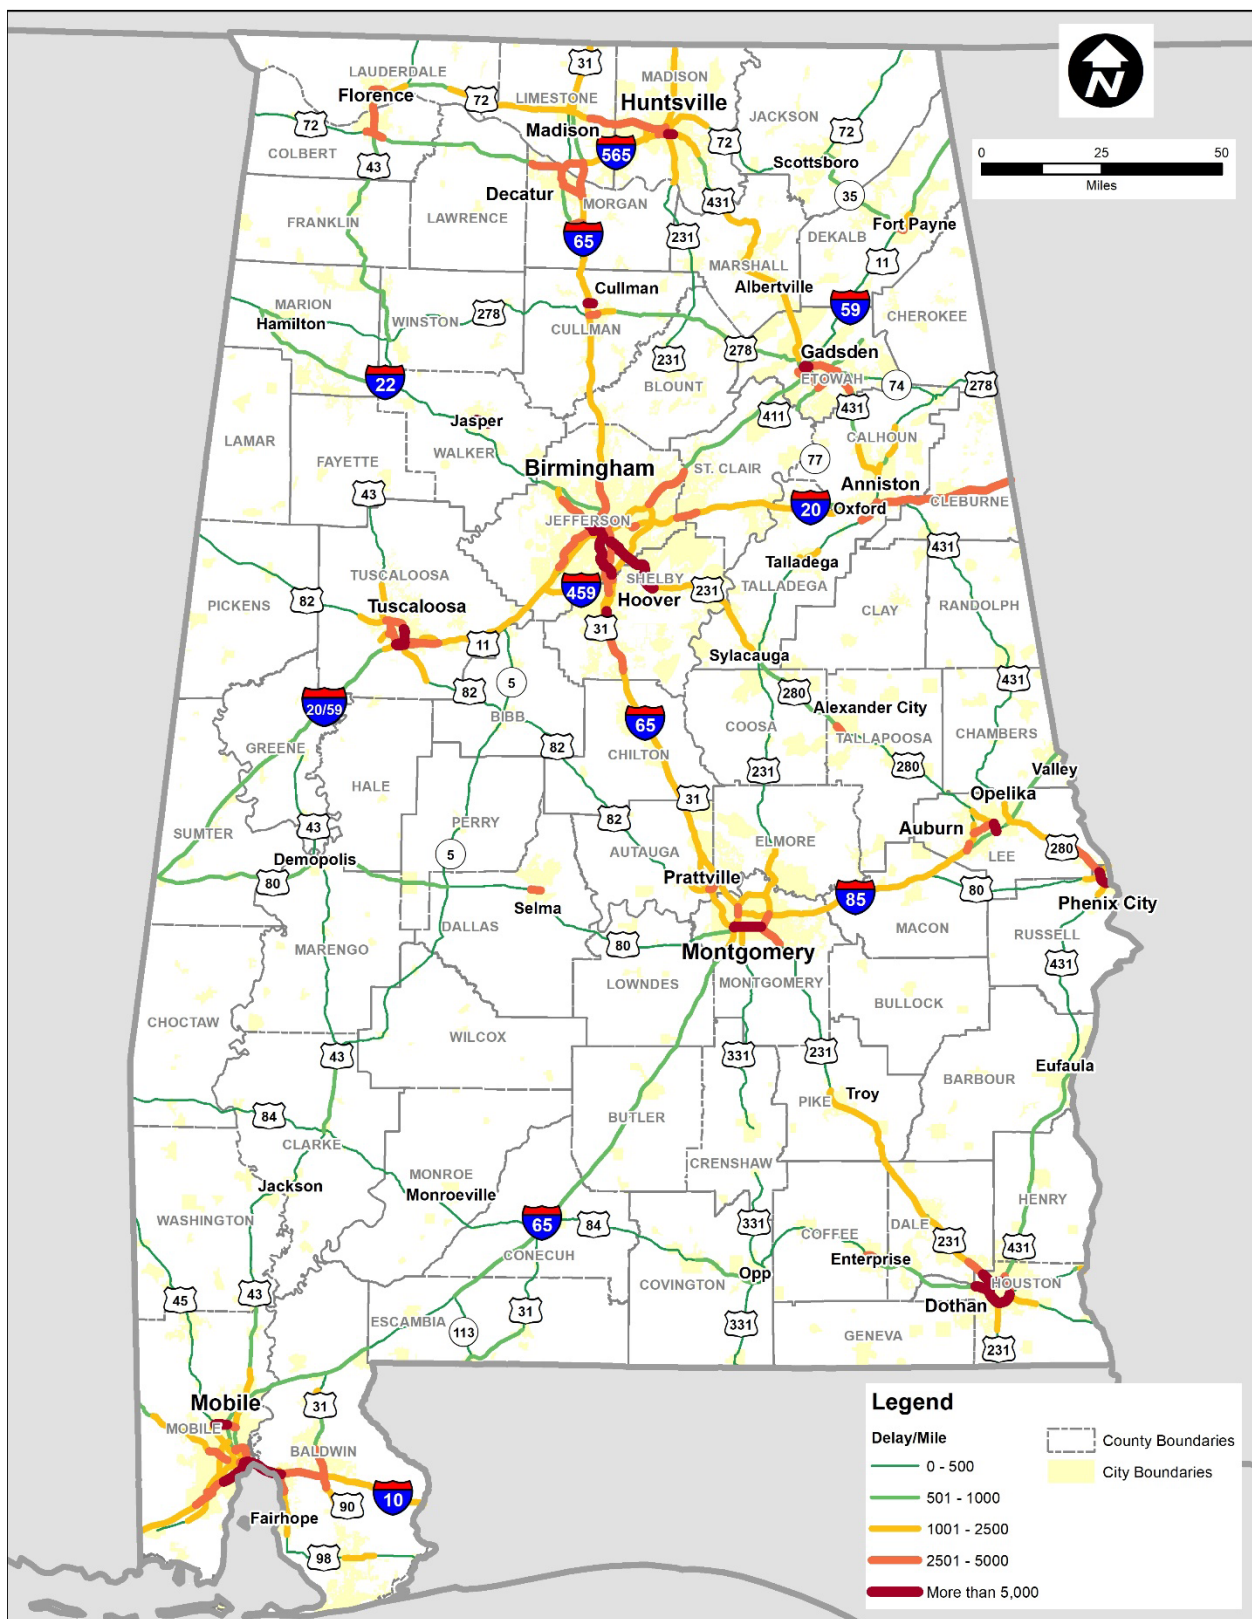 31
LAUDERDALE
MADISON
Florence
72
LIMESTONE
Huntsville
JACKSON
72
Madison
565
72
72
COLBERT
43
Scottsboro
Decatur
MORGAN
431
35
FRANKLIN
LAWRENCE
Fort Payne
65
231
DEKALB
11
MARSHALL
Albertville
Cullman
MARION
278
59
CHEROKEE
Hamilton
WINSTON
CULLMAN
278
Gadsden
231
BLOUNT
ETOWAH
74
278
22
411
431
Jasper
LAMAR
WALKER
CALHOUN
FAYETTE
Birmingham
ST. CLAIR
77
Anniston
43
20
Oxford
CLEBURNE
JEFFERSON
431
Talladega
TUSCALOOSA
SHELBY
82
459
231
TALLADEGA
PICKENS
Tuscaloosa
Hoover
CLAY
RANDOLPH
31
11
Sylacauga
5
431
82
280
20/59
65
Alexander City
BIBB
COOSA
TALLAPOOSA
CHAMBERS
GREENE
82
CHILTON
280
Valley
231
HALE
31
Opelika
SUMTER
43
PERRY
82
Auburn
ELMORE
280
5
AUTAUGA
LEE
Demopolis
80
Prattville
85
80
Selma
Phenix City
DALLAS
MACON
80
Montgomery
RUSSELL
MARENGO
431
LOWNDES
MONTGOMERY
BULLOCK
CHOCTAW
WILCOX
43
331
231
Eufaula
BARBOUR
Troy
PIKE
84
BUTLER
CLARKE
CRENSHAW
MONROE
Jackson
Monroeville
HENRY
WASHINGTON
65
84
331
DALE
COFFEE
231
431
CONECUH
Enterprise
Opp
COVINGTON
HOUSTON
45
43
31
Dothan
ESCAMBIA
331
113
GENEVA
231
Mobile
31
MOBILE
BALDWIN
10
90
Fairhope
98
N
0
25
50
Miles
Legend
Delay/Mile
0 - 500
501 - 1000
1001 - 2500
2501 - 5000
More than 5,000
County Boundaries
City Boundaries